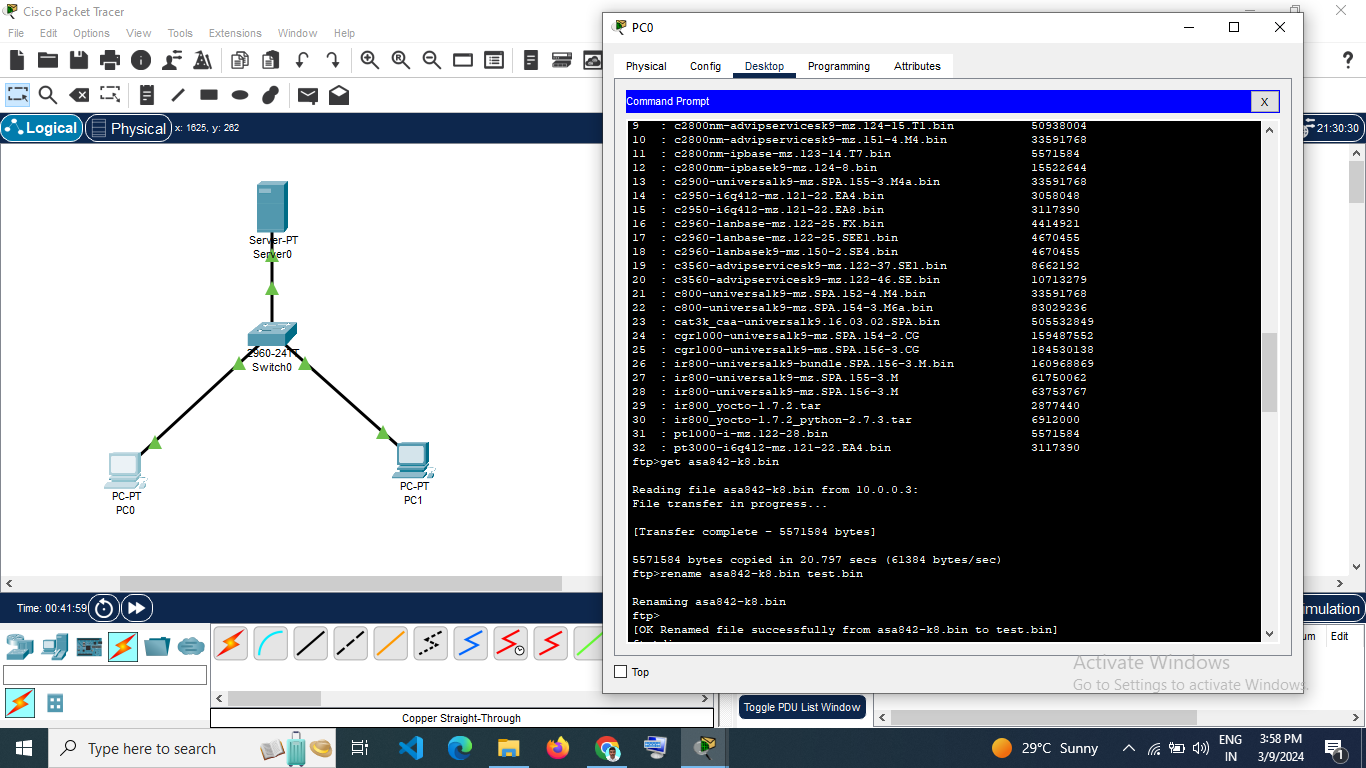 Cisco Packet Tracer
File Edit Options View Tools Extensions Window Help
?
Logical Physical x: 1625, y: 262
21:30:30
Server-PT
Server0
2960-24TT
Switch0
PC-PT
PC0
PC-PT
PC1
PC0
Physical Config Desktop Programming Attributes
Command Prompt X
9 : c2800nm-advipservicesk9-mz.124-15.T1.bin 50938004
10 : c2800nm-advipservicesk9-mz.151-4.M4.bin 33591768
11 : c2800nm-ipbase-mz.123-14.T7.bin 5571584
12 : c2800nm-ipbasek9-mz.124-8.bin 15522644
13 : c2900-universalk9-mz.SPA.155-3.M4a.bin 33591768
14 : c2950-i6q4l2-mz.121-22.EA4.bin 3058048
15 : c2950-i6q4l2-mz.121-22.EA8.bin 3117390
16 : c2960-lanbase-mz.122-25.FX.bin 4414921
17 : c2960-lanbase-mz.122-25.SEE1.bin 4670455
18 : c2960-lanbasek9-mz.150-2.SE4.bin 4670455
19 : c3560-advipservicesk9-mz.122-37.SE1.bin 8662192
20 : c3560-advipservicesk9-mz.122-46.SE.bin 10713279
21 : c800-universalk9-mz.SPA.152-4.M4.bin 33591768
22 : c800-universalk9-mz.SPA.154-3.M6a.bin 83029236
23 : cat3k_caa-universalk9.16.03.02.SPA.bin 505532849
24 : cgr1000-universalk9-mz.SPA.154-2.CG 159487552
25 : cgr1000-universalk9-mz.SPA.156-3.CG 184530138
26 : ir800-universalk9-bundle.SPA.156-3.M.bin 160968869
27 : ir800-universalk9-mz.SPA.155-3.M 61750062
28 : ir800-universalk9-mz.SPA.156-3.M 63753767
29 : ir800_yocto-1.7.2.tar 2877440
30 : ir800_yocto-1.7.2_python-2.7.3.tar 6912000
31 : pt1000-i-mz.122-28.bin 5571584
32 : pt3000-i6q4l2-mz.121-22.EA4.bin 3117390
ftp>get asa842-k8.bin
Reading file asa842-k8.bin from 10.0.0.3:
File transfer in progress...
[Transfer complete - 5571584 bytes]
5571584 bytes copied in 20.797 secs (61384 bytes/sec)
ftp>rename asa842-k8.bin test.bin
Renaming asa842-k8.bin
ftp>
[OK Renamed file successfully from asa842-k8.bin to test.bin]
Top
Activate Windows
Go to Settings to activate Windows.
Time: 00:41:59
imulation
um Edit
Copper Straight-Through
Toggle PDU List Window
Type here to search
29°C Sunny
ENG
IN
3:58 PM
3/9/2024
1